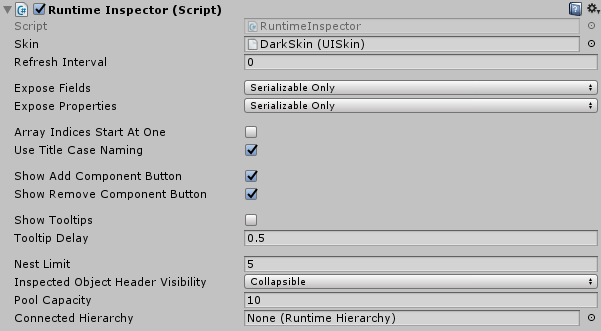 Runtime Inspector (Script)
Script RuntimeInspector
Skin DarkSkin (UISkin)
Refresh Interval 0
Expose Fields Serializable Only
Expose Properties Serializable Only
Array Indices Start At One
Use Title Case Naming
Show Add Component Button
Show Remove Component Button
Show Tooltips
Tooltip Delay 0.5
Nest Limit 5
Inspected Object Header Visibility Collapsible
Pool Capacity 10
Connected Hierarchy None (Runtime Hierarchy)